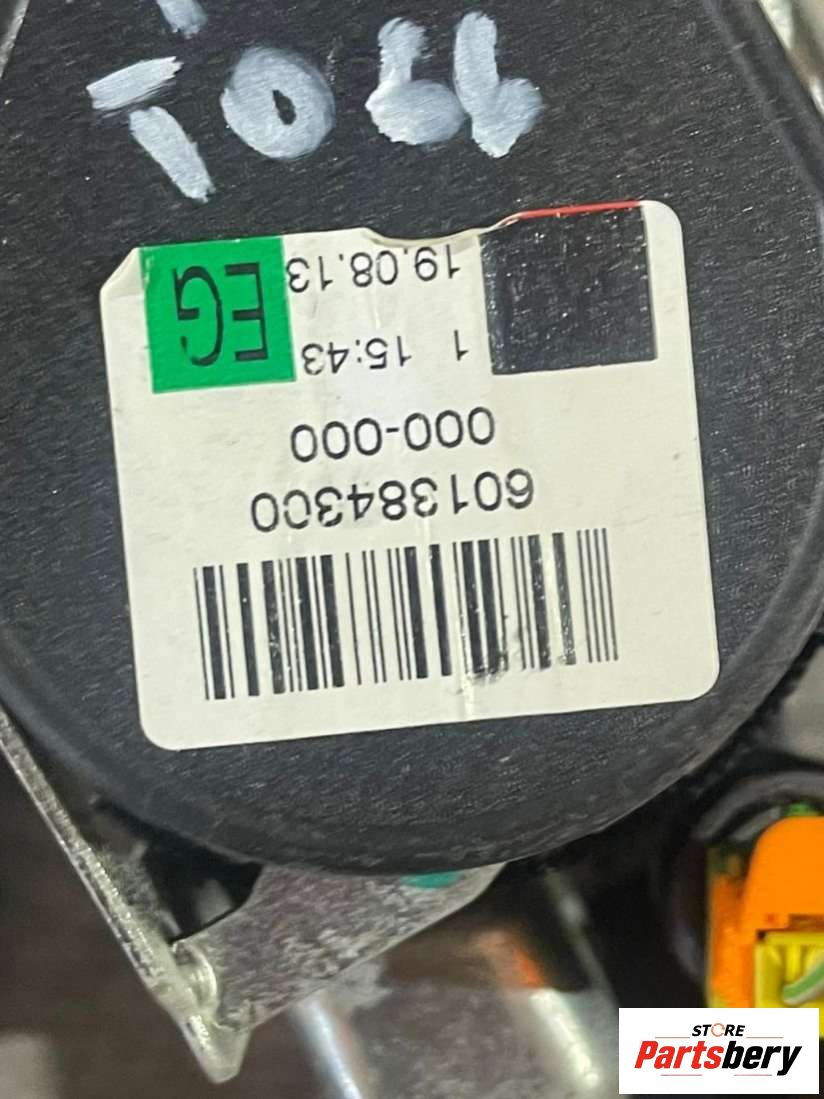 601384300
000-000
1 15:43
19.08.13
EG
STORE
Partsbery